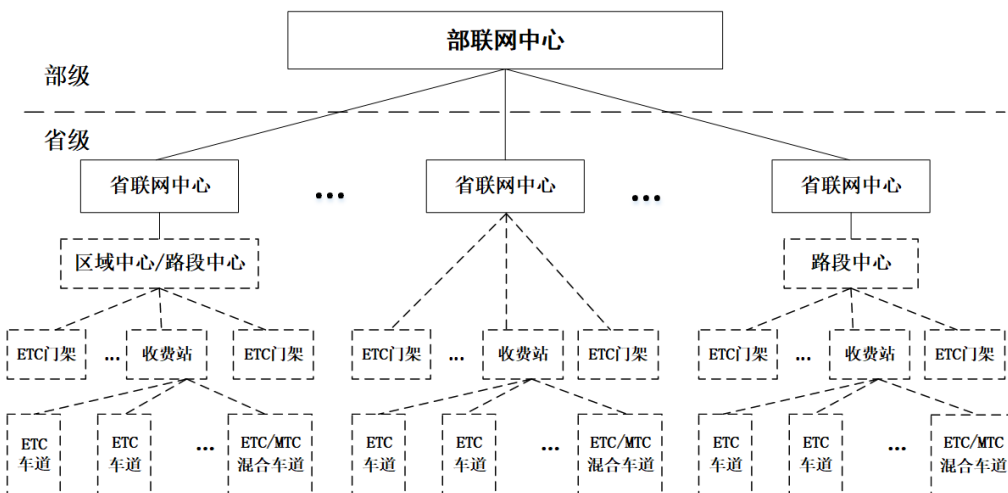 部联网中心
部级
省级
省联网中心 ... 省联网中心 ... 省联网中心
区域中心/路段中心 路段中心
ETC门架 ... 收费站 ETC门架 ETC门架 ... 收费站 ETC门架 ETC门架 ... 收费站 ETC门架
ETC ETC ... ETC/MTC ETC ETC ... ETC/MTC ETC ETC ... ETC/MTC
车道 车道 混合车道 车道 车道 混合车道 车道 车道 混合车道